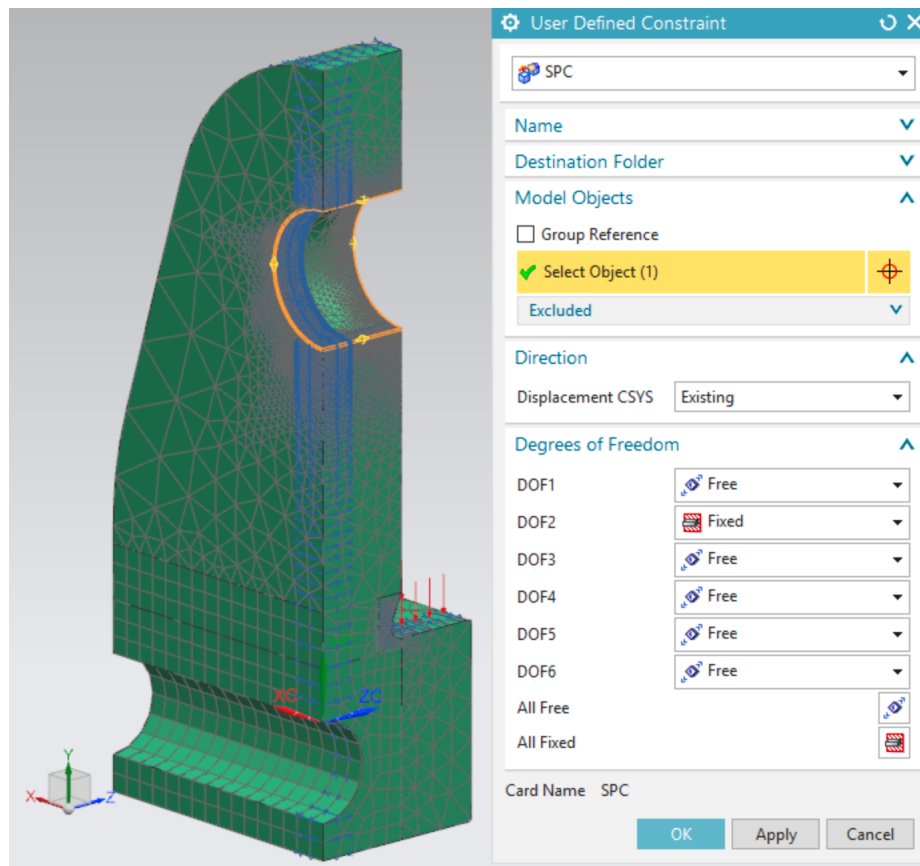 User Defined Constraint
SPC
Name
Destination Folder
Model Objects
Group Reference
Select Object (1)
Excluded
Direction
Displacement CSYS Existing
Degrees of Freedom
DOF1 Free
DOF2 Fixed
DOF3 Free
DOF4 Free
DOF5 Free
DOF6 Free
All Free
All Fixed
Card Name SPC
OK Apply Cancel
XC ZC
Y
X Z